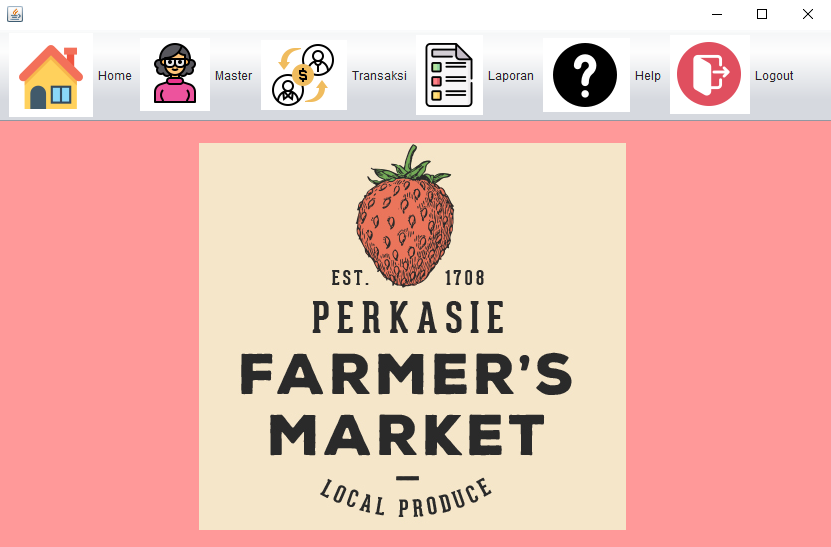 Home Master Transaksi Laporan Help Logout
EST. 1708
PERKASIE
FARMER'S
MARKET
LOCAL PRODUCE